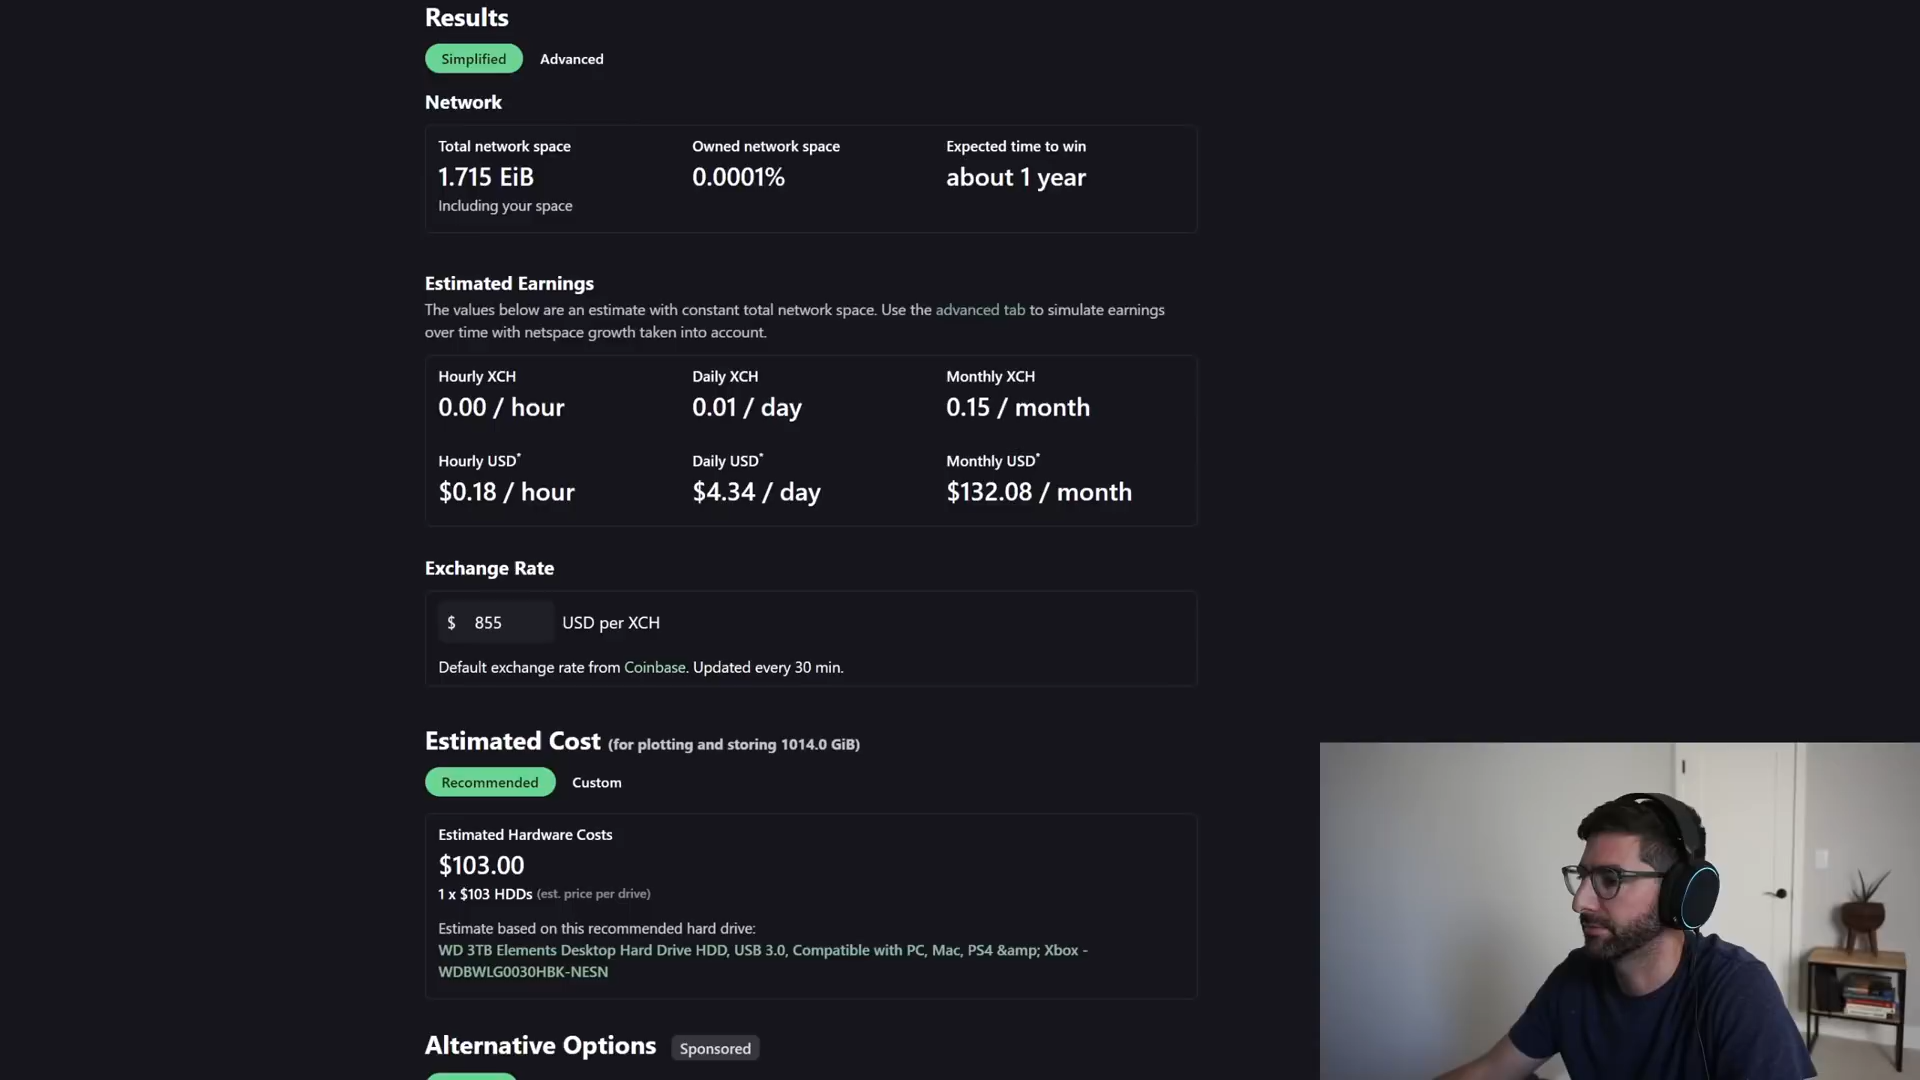 Results
Simplified Advanced
Network
Total network space Owned network space Expected time to win
1.715 EiB 0.0001% about 1 year
Including your space
Estimated Earnings
The values below are an estimate with constant total network space. Use the advanced tab to simulate earnings
over time with netspace growth taken into account.
Hourly XCH Daily XCH Monthly XCH
0.00 / hour 0.01 / day 0.15 / month
Hourly USD* Daily USD* Monthly USD*
$0.18 / hour $4.34 / day $132.08 / month
Exchange Rate
$ 855 USD per XCH
Default exchange rate from Coinbase. Updated every 30 min.
Estimated Cost (for plotting and storing 1014.0 GiB)
Recommended Custom
Estimated Hardware Costs
$103.00
1 x $103 HDDs (est. price per drive)
Estimate based on this recommended hard drive:
WD 3TB Elements Desktop Hard Drive HDD, USB 3.0, Compatible with PC, Mac, PS4 &amp; Xbox -
WDBWLG0030HBK-NESN
Alternative Options Sponsored